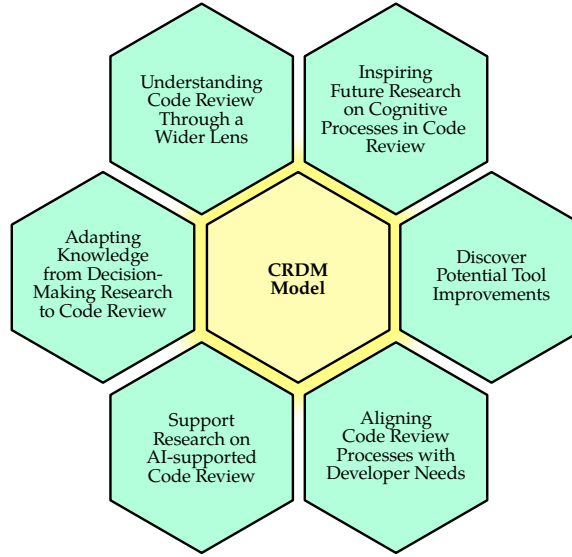 Understanding
Code Review
Through a
Wider Lens
Inspiring
Future Research
on Cognitive
Processes in Code
Review
Adapting
Knowledge
from Decision-
Making Research
to Code Review
CRDM
Model
Discover
Potential Tool
Improvements
Support
Research on
AI-supported
Code Review
Aligning
Code Review
Processes with
Developer Needs